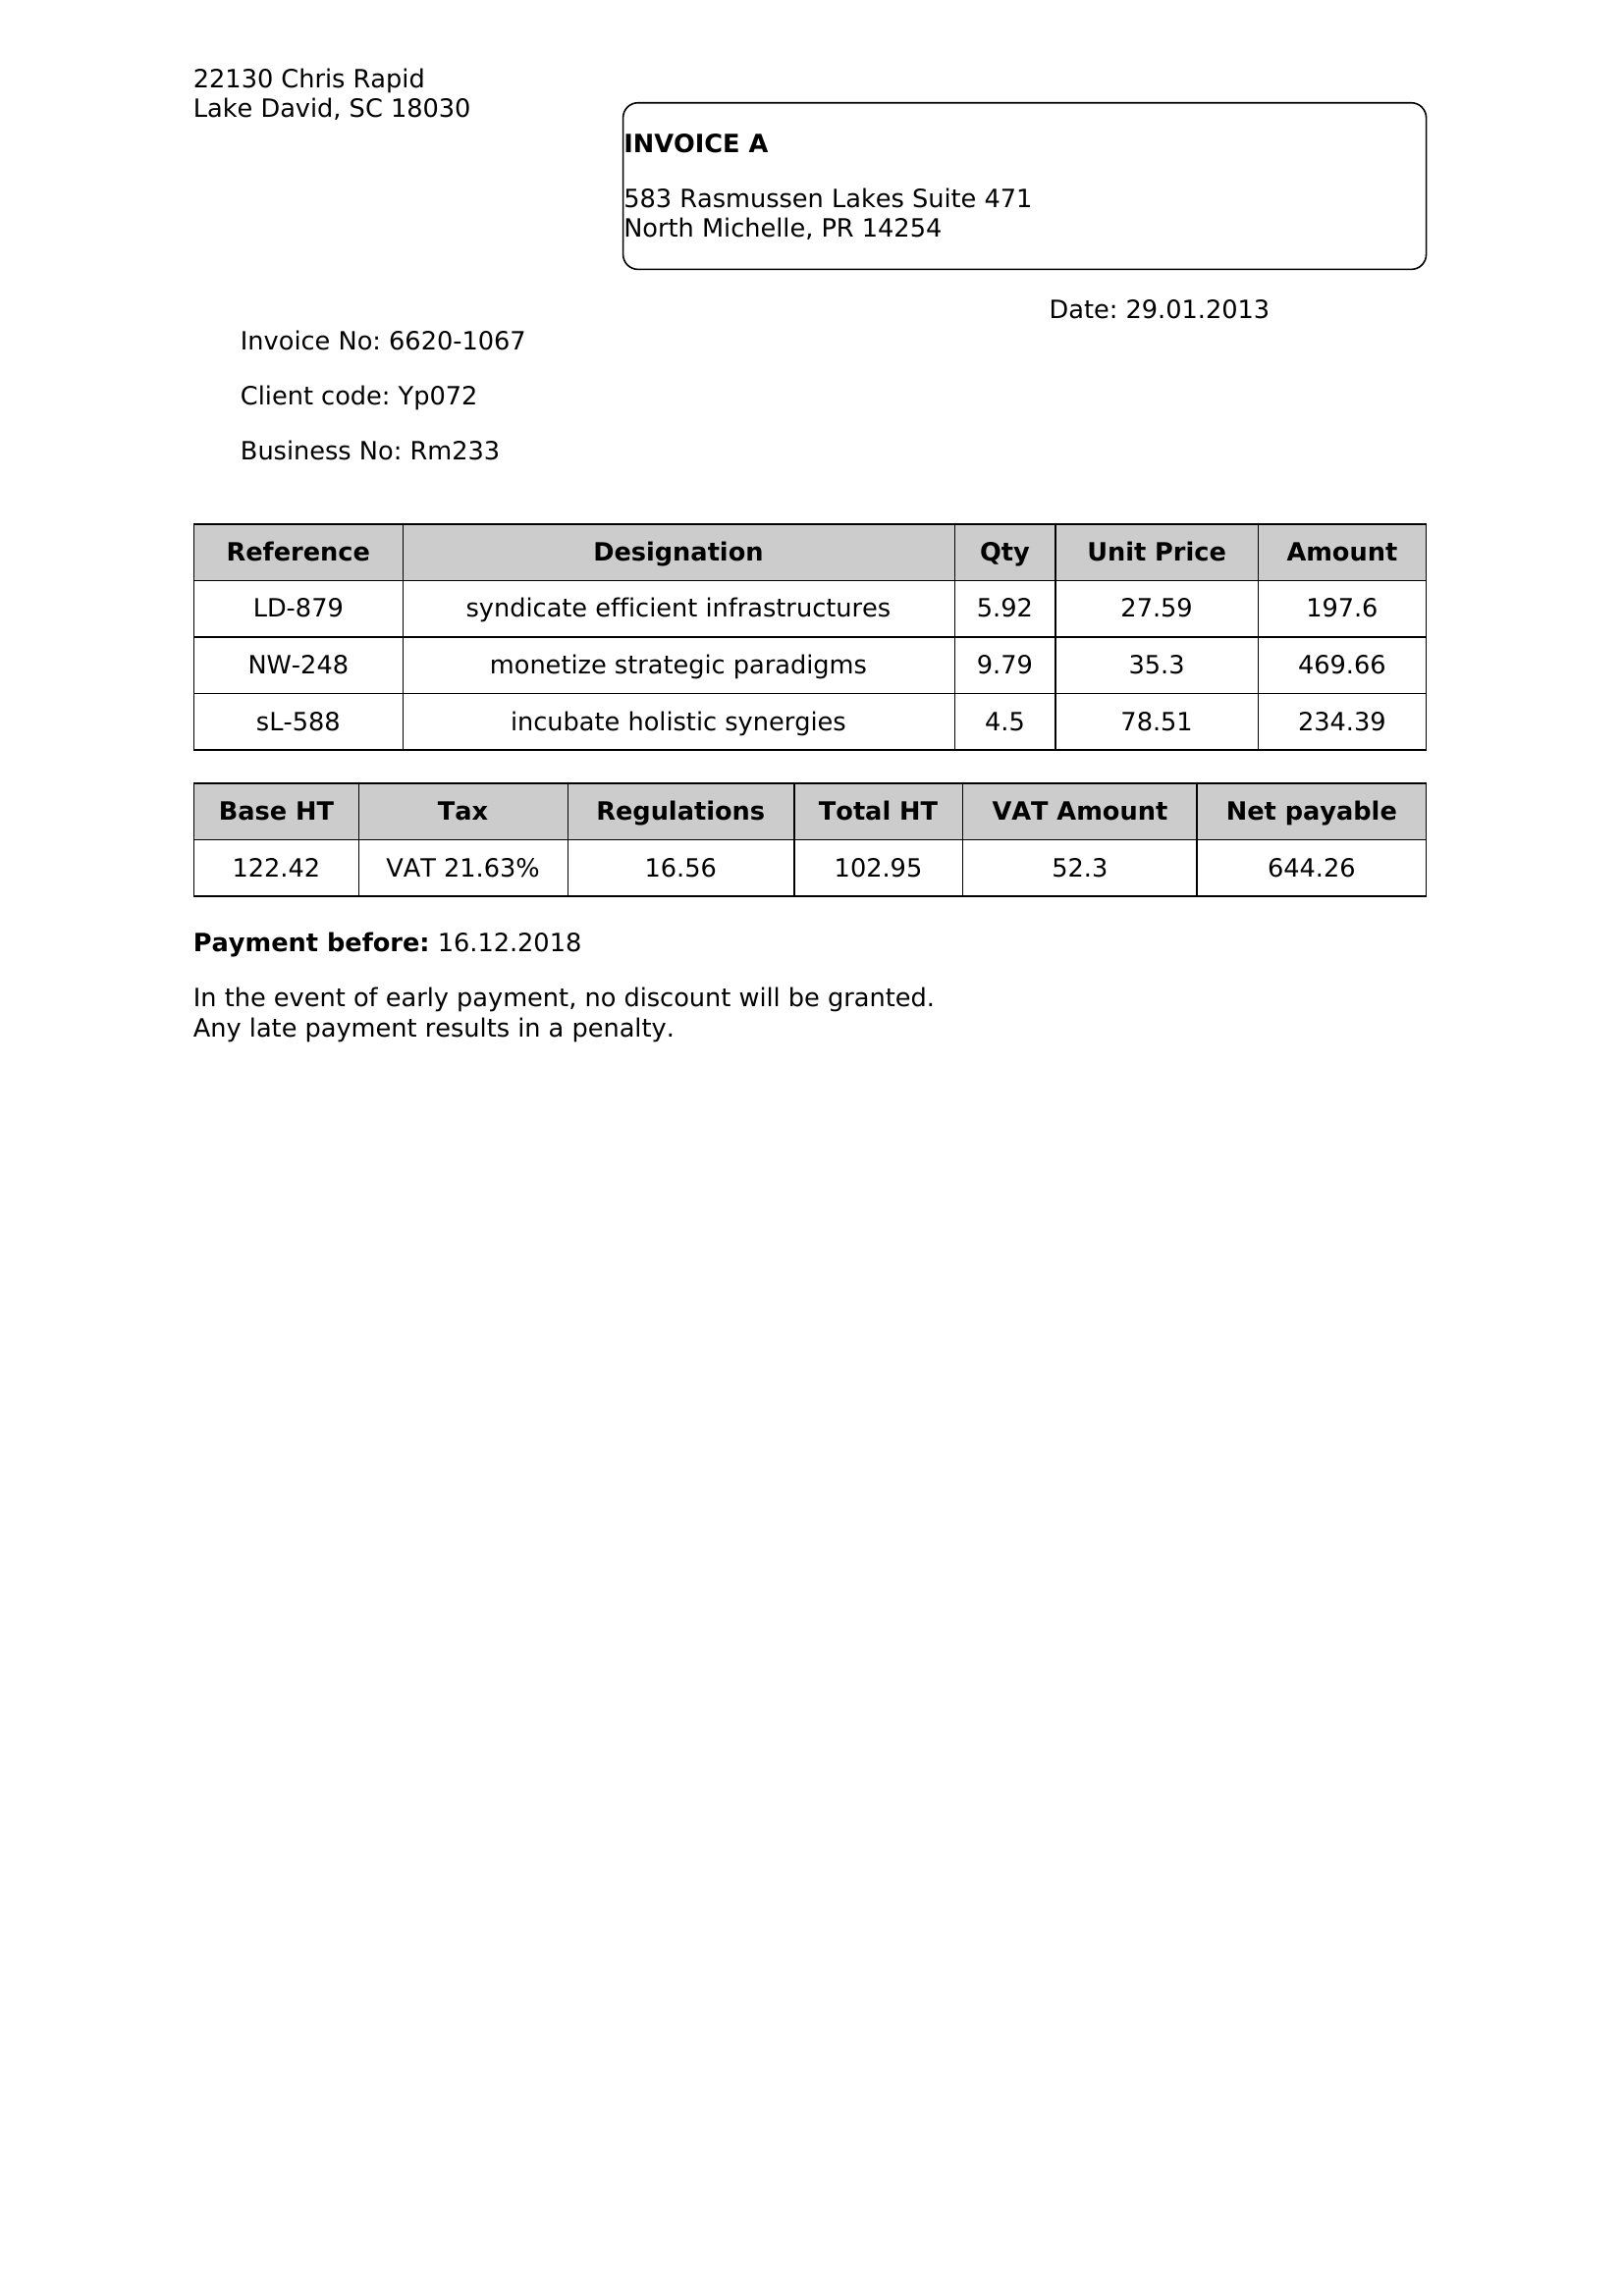 22130 Chris Rapid
Lake David, SC 18030
INVOICE A
583 Rasmussen Lakes Suite 471
North Michelle, PR 14254
Date: 29.01.2013
Invoice No: 6620-1067
Client code: Yp072
Business No: Rm233
Reference Designation Qty Unit Price Amount
LD-879 syndicate efficient infrastructures 5.92 27.59 197.6
NW-248 monetize strategic paradigms 9.79 35.3 469.66
sL-588 incubate holistic synergies 4.5 78.51 234.39
Base HT Tax Regulations Total HT VAT Amount Net payable
122.42 VAT 21.63% 16.56 102.95 52.3 644.26
Payment before: 16.12.2018
In the event of early payment, no discount will be granted.
Any late payment results in a penalty.